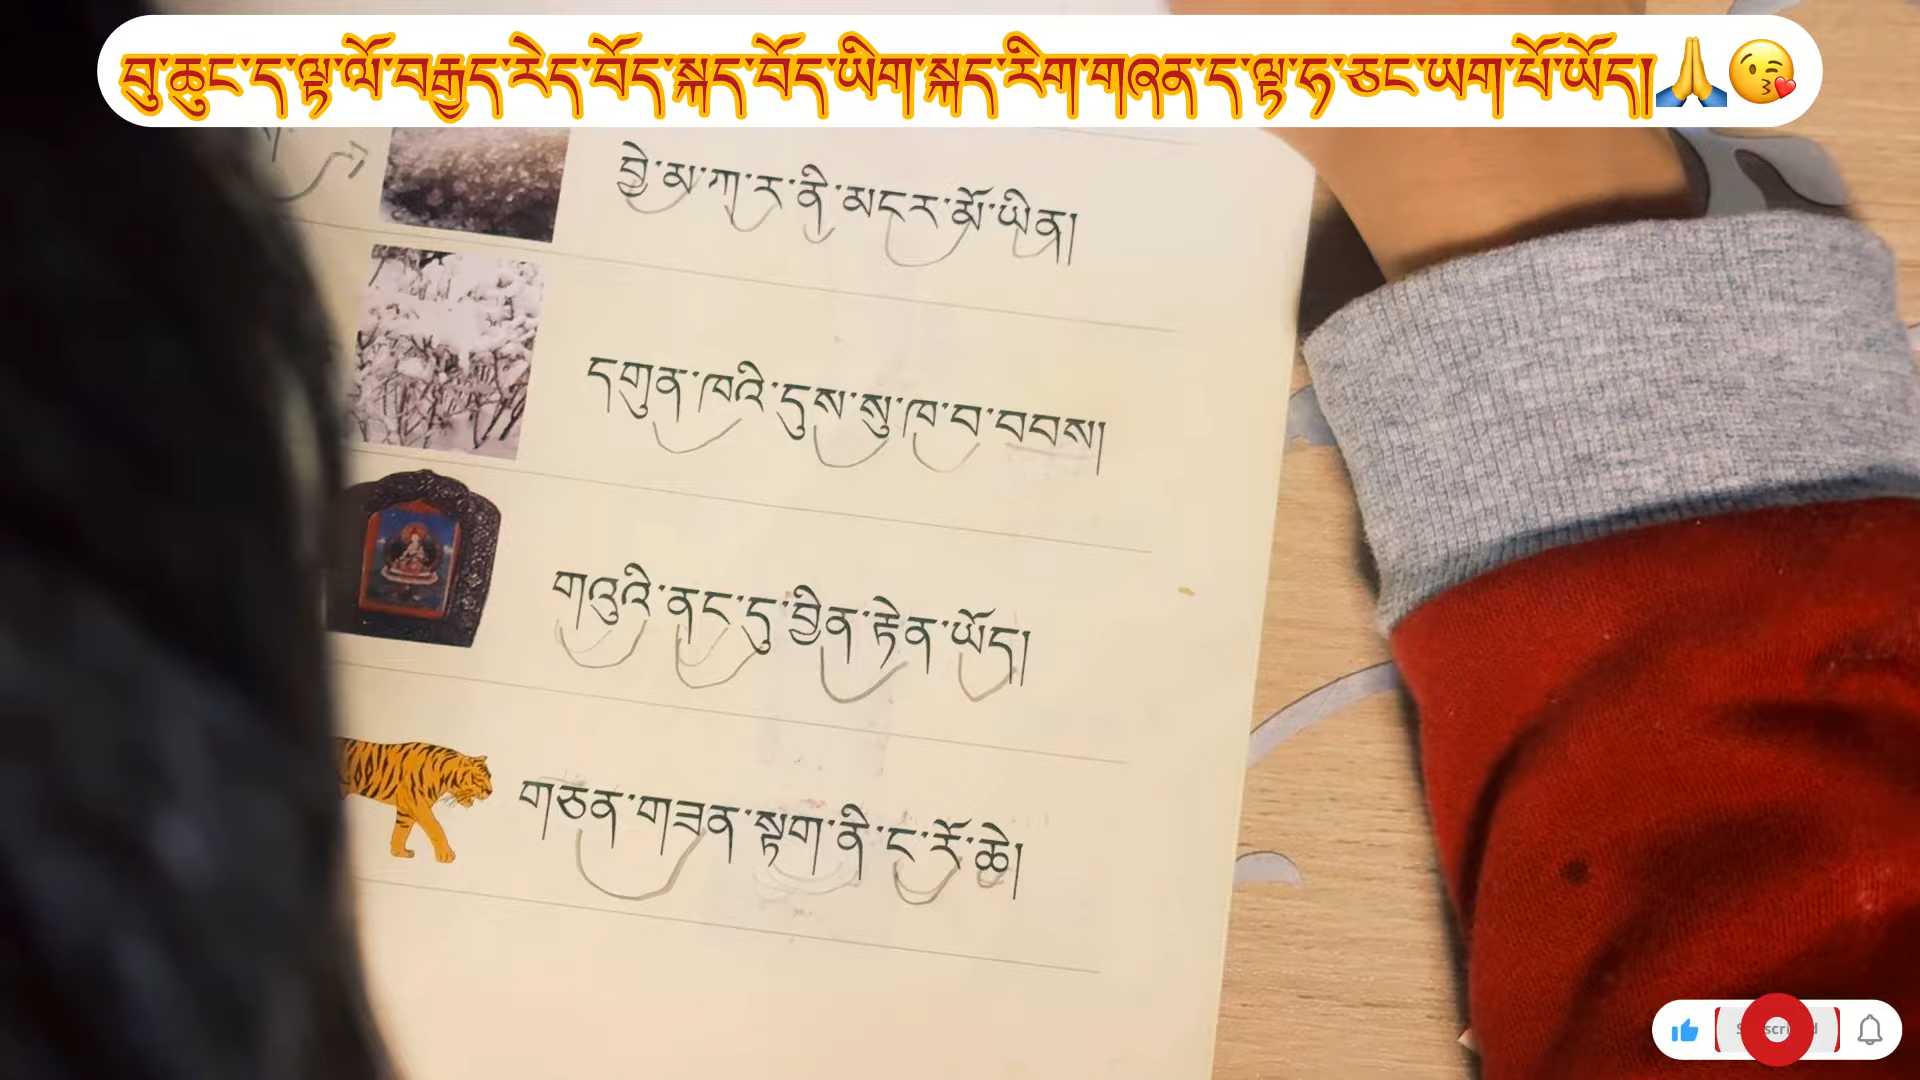 བུ་ཆུང་ད་ལྟ་ལོ་བརྒྱད་རེད་བོད་སྐད་བོད་ཡིག་སྐད་རིག་གཞན་ད་ལྟ་ཧ་ཅང་ཡག་པོ་ཡོད།🙏😘
བྱེ་མ་ཀ་ར་ནི་མངར་མོ་ཡིན།
དགུན་ཁའི་དུས་སུ་ཁ་བ་བབས།
གའུའི་ནང་དུ་བྱིན་རྟེན་ཡོད།
གཅན་གཟན་སྟག་ནི་ང་རོ་ཆེ།